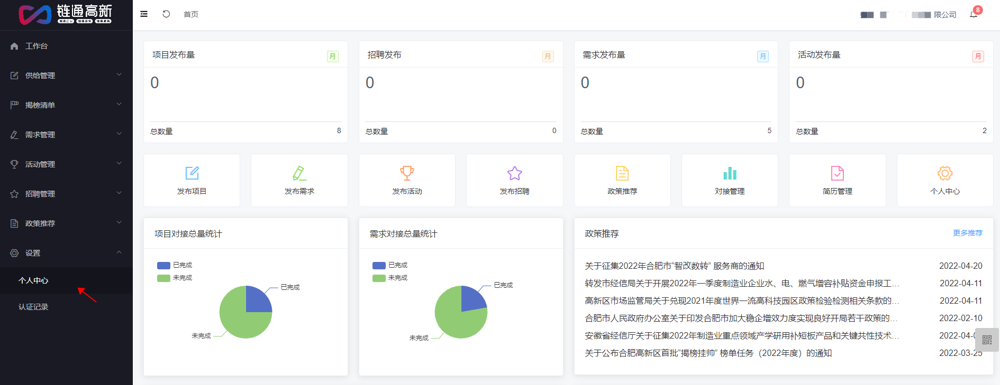 链通高新
链通企业 链通服务 链通高新
首页
限公司
8
工作台
供给管理
揭榜清单
需求管理
活动管理
招聘管理
政策推荐
设置
个人中心
认证记录
项目发布量 月
0
总数量 8
招聘发布 月
0
总数量 0
需求发布量 月
0
总数量 5
活动发布量 月
0
总数量 2
发布项目
发布需求
发布活动
发布招聘
政策推荐
对接管理
简历管理
个人中心
项目对接总量统计
已完成
未完成
已完成
未完成
需求对接总量统计
已完成
未完成
已完成
未完成
政策推荐 更多推荐
关于征集2022年合肥市“智改数转” 服务商的通知 2022-04-20
转发市经信局关于开展2022年一季度制造业企业水、电、燃气增容补贴资金申报工... 2022-04-11
高新区市场监管局关于兑现2021年度世界一流高科技园区政策检验检测相关条款的... 2022-04-11
合肥市人民政府办公室关于印发合肥市加大稳企增效力度实现良好开局若干政策的... 2022-02-10
安徽省经信厅关于征集2022年制造业重点领域产学研用补短板产品和关键共性技术... 2022-04-
关于公布合肥高新区首批“揭榜挂帅” 榜单任务（2022年度）的通知 2022-03-25